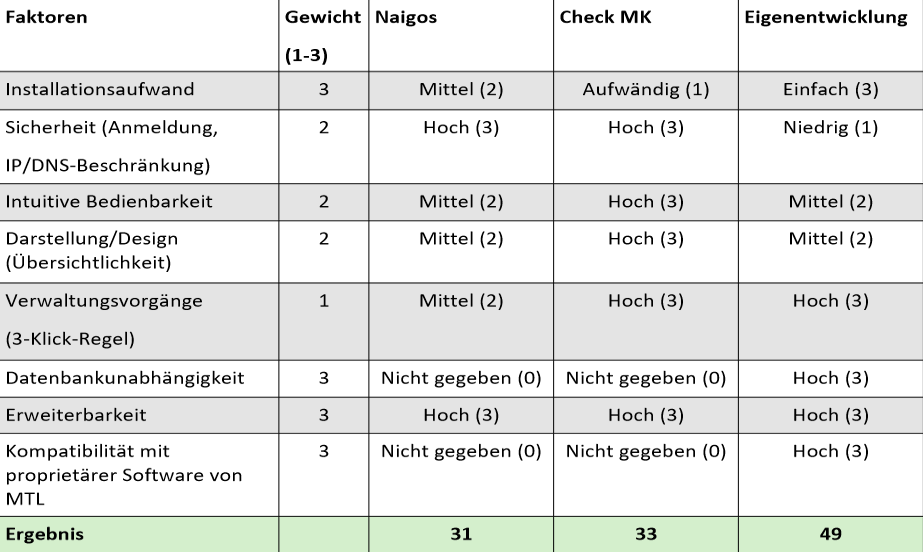 Faktoren Gewicht Naigos Check MK Eigenentwicklung
(1-3)
Installationsaufwand 3 Mittel (2) Aufwändig (1) Einfach (3)
Sicherheit (Anmeldung, 2 Hoch (3) Hoch (3) Niedrig (1)
IP/DNS-Beschränkung)
Intuitive Bedienbarkeit 2 Mittel (2) Hoch (3) Mittel (2)
Darstellung/Design 2 Mittel (2) Hoch (3) Mittel (2)
(Übersichtlichkeit)
Verwaltungsvorgänge 1 Mittel (2) Hoch (3) Hoch (3)
(3-Klick-Regel)
Datenbankunabhängigkeit 3 Nicht gegeben (0) Nicht gegeben (0) Hoch (3)
Erweiterbarkeit 3 Hoch (3) Hoch (3) Hoch (3)
Kompatibilität mit 3 Nicht gegeben (0) Nicht gegeben (0) Hoch (3)
proprietärer Software von
MTL
Ergebnis 31 33 49